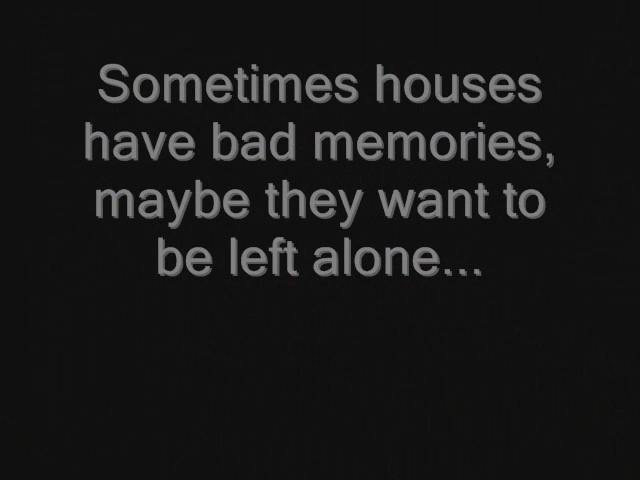 Sometimes houses
have bad memories,
maybe they want to
be left alone...